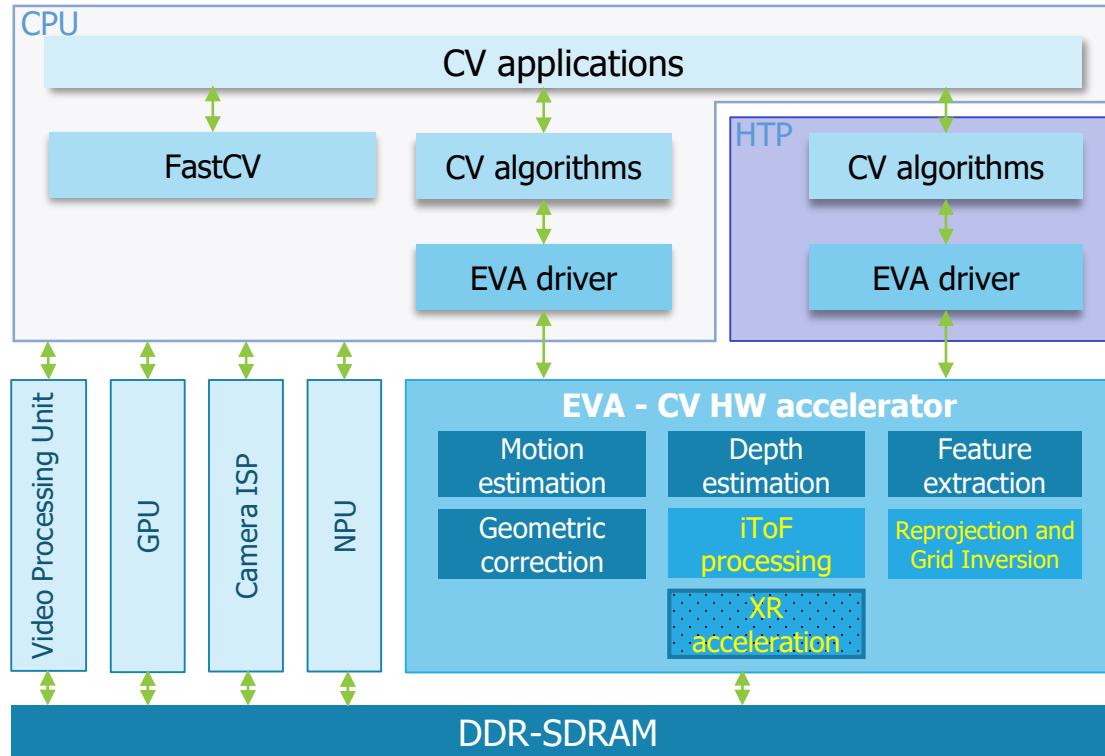 CPU
CV applications
HTP
FastCV
CV algorithms
CV algorithms
EVA driver
EVA driver
Video Processing Unit
GPU
Camera ISP
NPU
EVA - CV HW accelerator
Motion
estimation
Depth
estimation
Feature
extraction
Geometric
correction
iToF
processing
Reprojection and
Grid Inversion
XR
acceleration
DDR-SDRAM